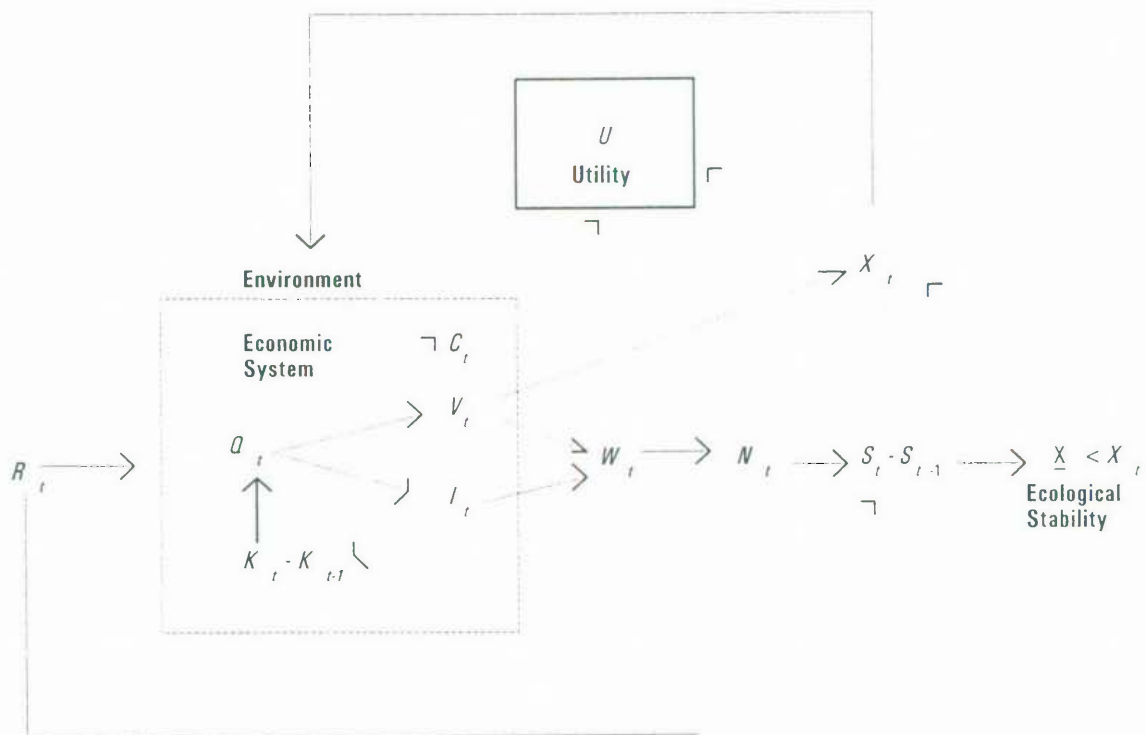 U
Utility
X t
Environment
Economic
System
C t
V t
Q t
R t
W t
N t
S t - S t-1
X < X t
Ecological
Stability
I t
K t - K t-1